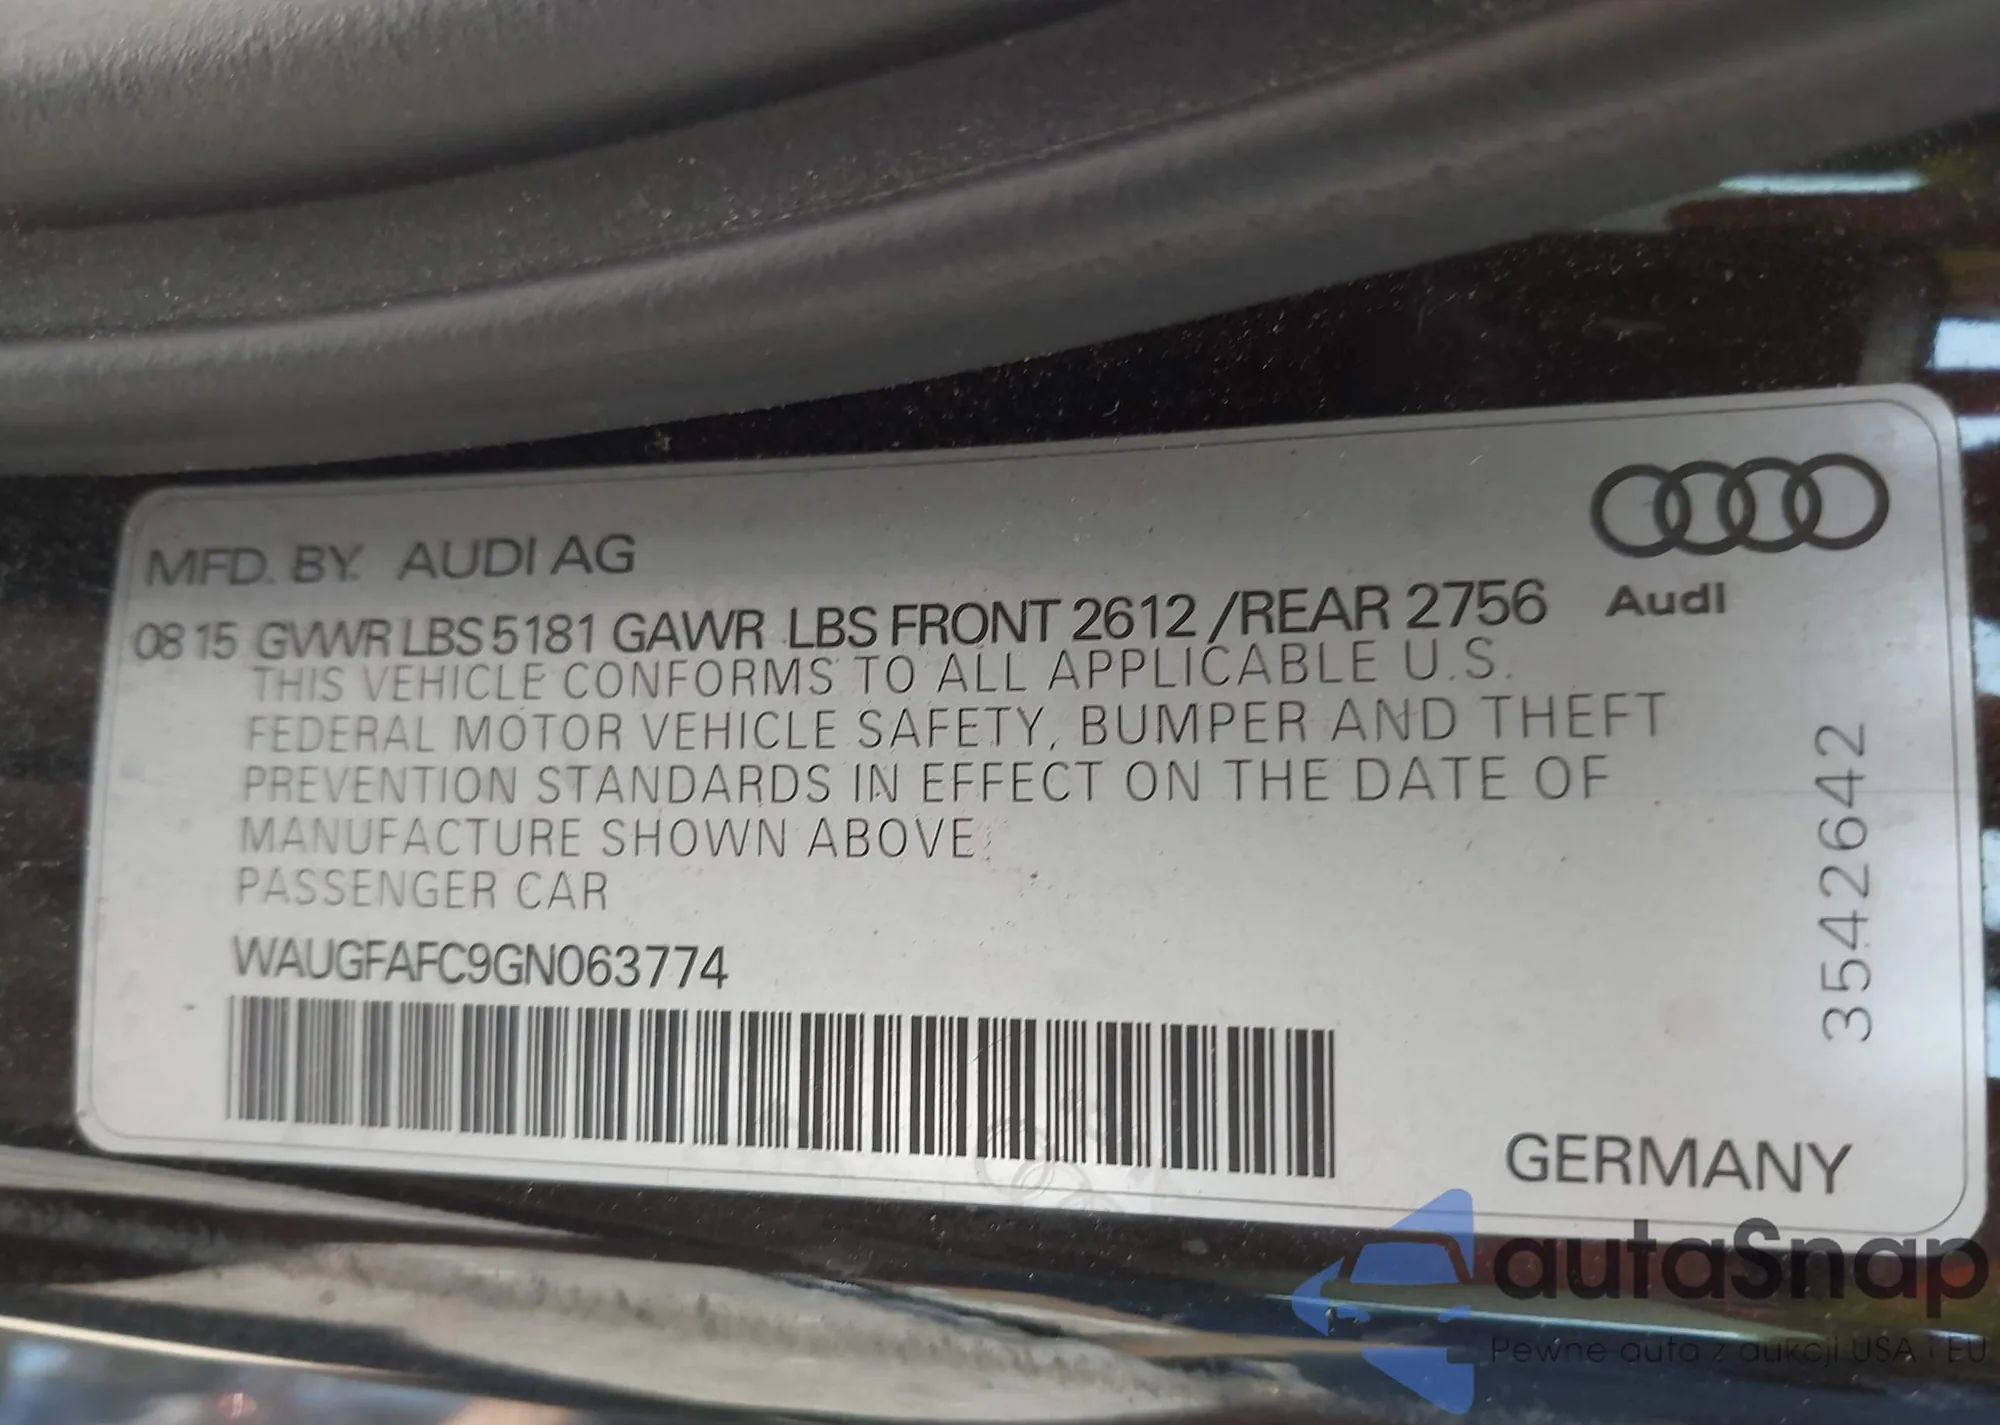 MFD. BY. AUDI AG
08 15 GVWR LBS 5181 GAWR LBS FRONT 2612 /REAR 2756
Audi
THIS VEHICLE CONFORMS TO ALL APPLICABLE U.S.
FEDERAL MOTOR VEHICLE SAFETY, BUMPER AND THEFT
PREVENTION STANDARDS IN EFFECT ON THE DATE OF
MANUFACTURE SHOWN ABOVE.
PASSENGER CAR
WAUGFAFC9GN063774
3542642
GERMANY
autaSnap
Pewne auta z aukcji USA i EU